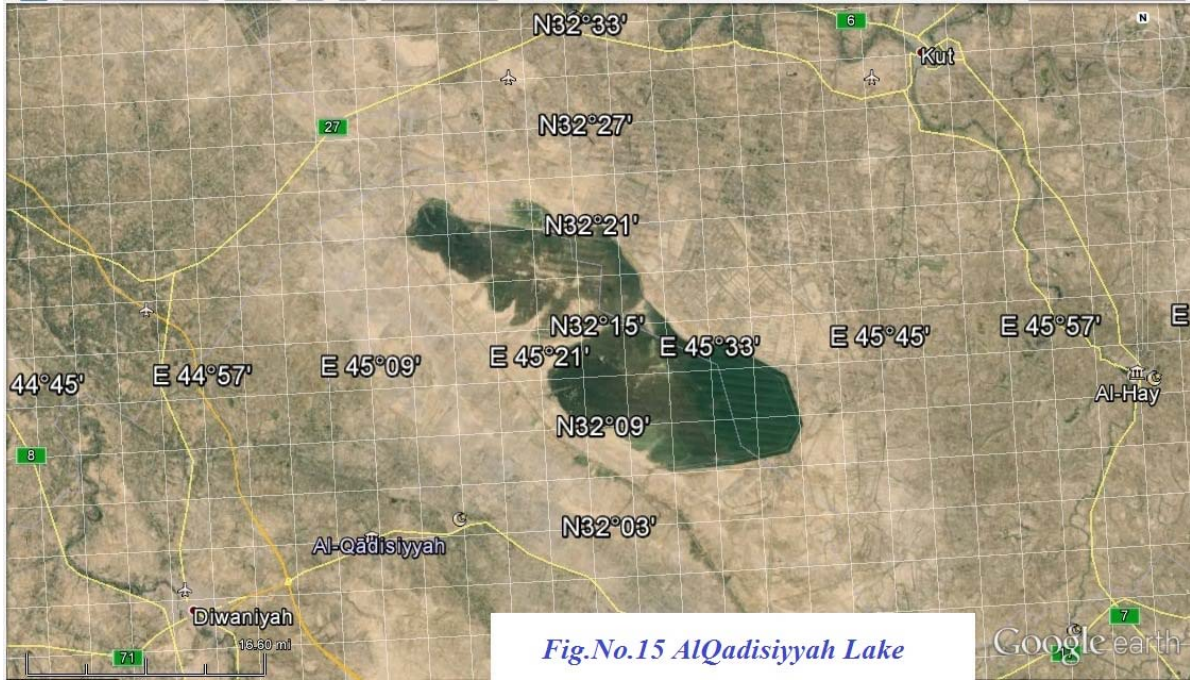 N32°33'
6
Kut
N
27
N32°27'
N32°21'
N32°15'
44°45'
E 44°57'
E 45°09'
E 45°21'
E 45°33'
E 45°45'
E 45°57'
E
Al-Hay
N32°09'
8
N32°03'
Al-Qādisiyyah
Diwaniyah
16.60 mi
71
7
Fig.No.15 AlQadisiyyah Lake
Google earth